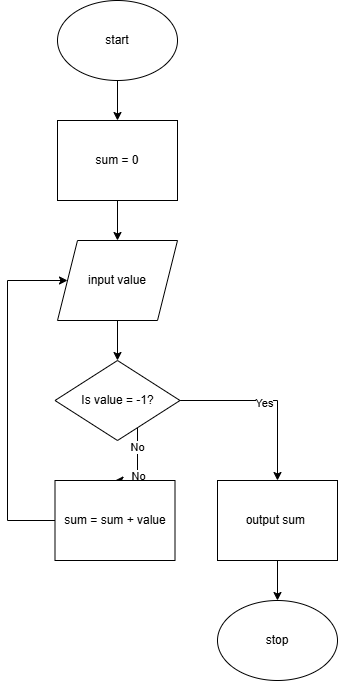 start
sum = 0
input value
Is value = -1?
Yes
No
No
sum = sum + value
output sum
stop